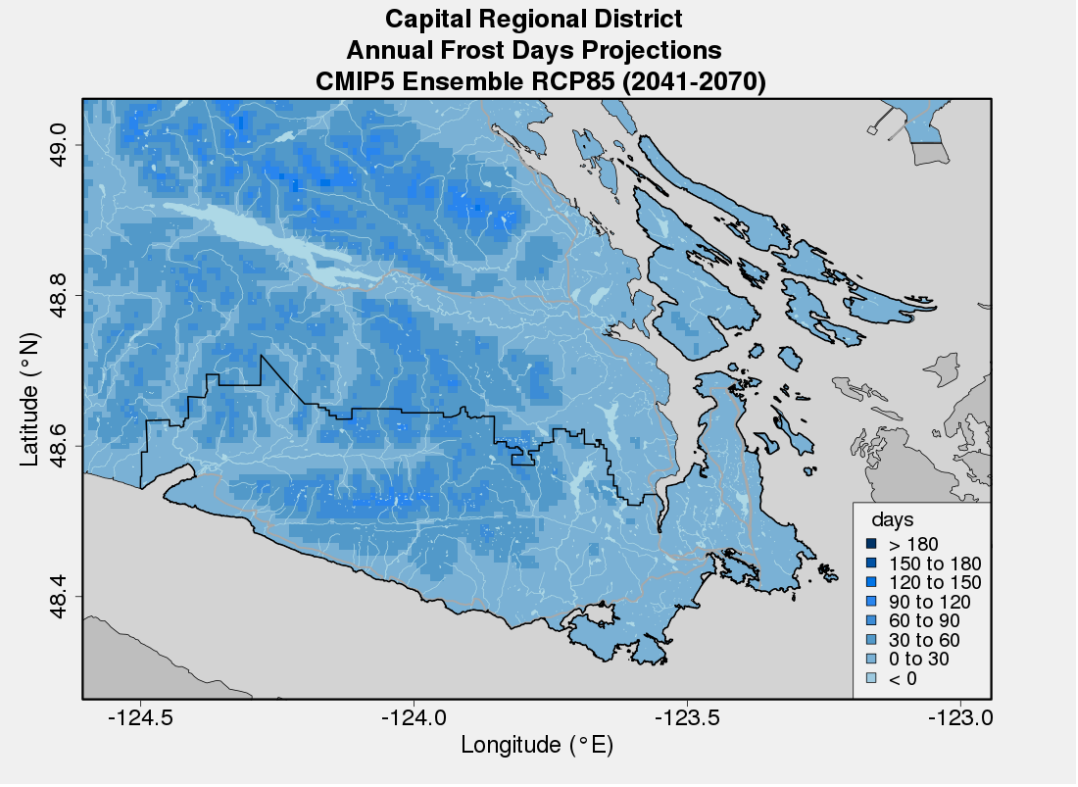 Capital Regional District
Annual Frost Days Projections
CMIP5 Ensemble RCP85 (2041-2070)
49.0
48.8
48.6
48.4
Latitude (°N)
days
> 180
150 to 180
120 to 150
90 to 120
60 to 90
30 to 60
0 to 30
< 0
-124.5
-124.0
-123.5
-123.0
Longitude (°E)